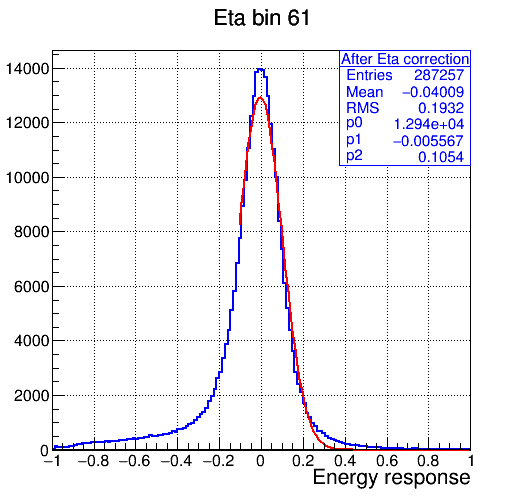 Eta bin 61
After Eta correction
Entries 287257
Mean −0.04009
RMS 0.1932
p0 1.294e+04
p1 −0.005567
p2 0.1054
14000
12000
10000
8000
6000
4000
2000
0
−1 −0.8 −0.6 −0.4 −0.2 0 0.2 0.4 0.6 0.8 1
Energy response